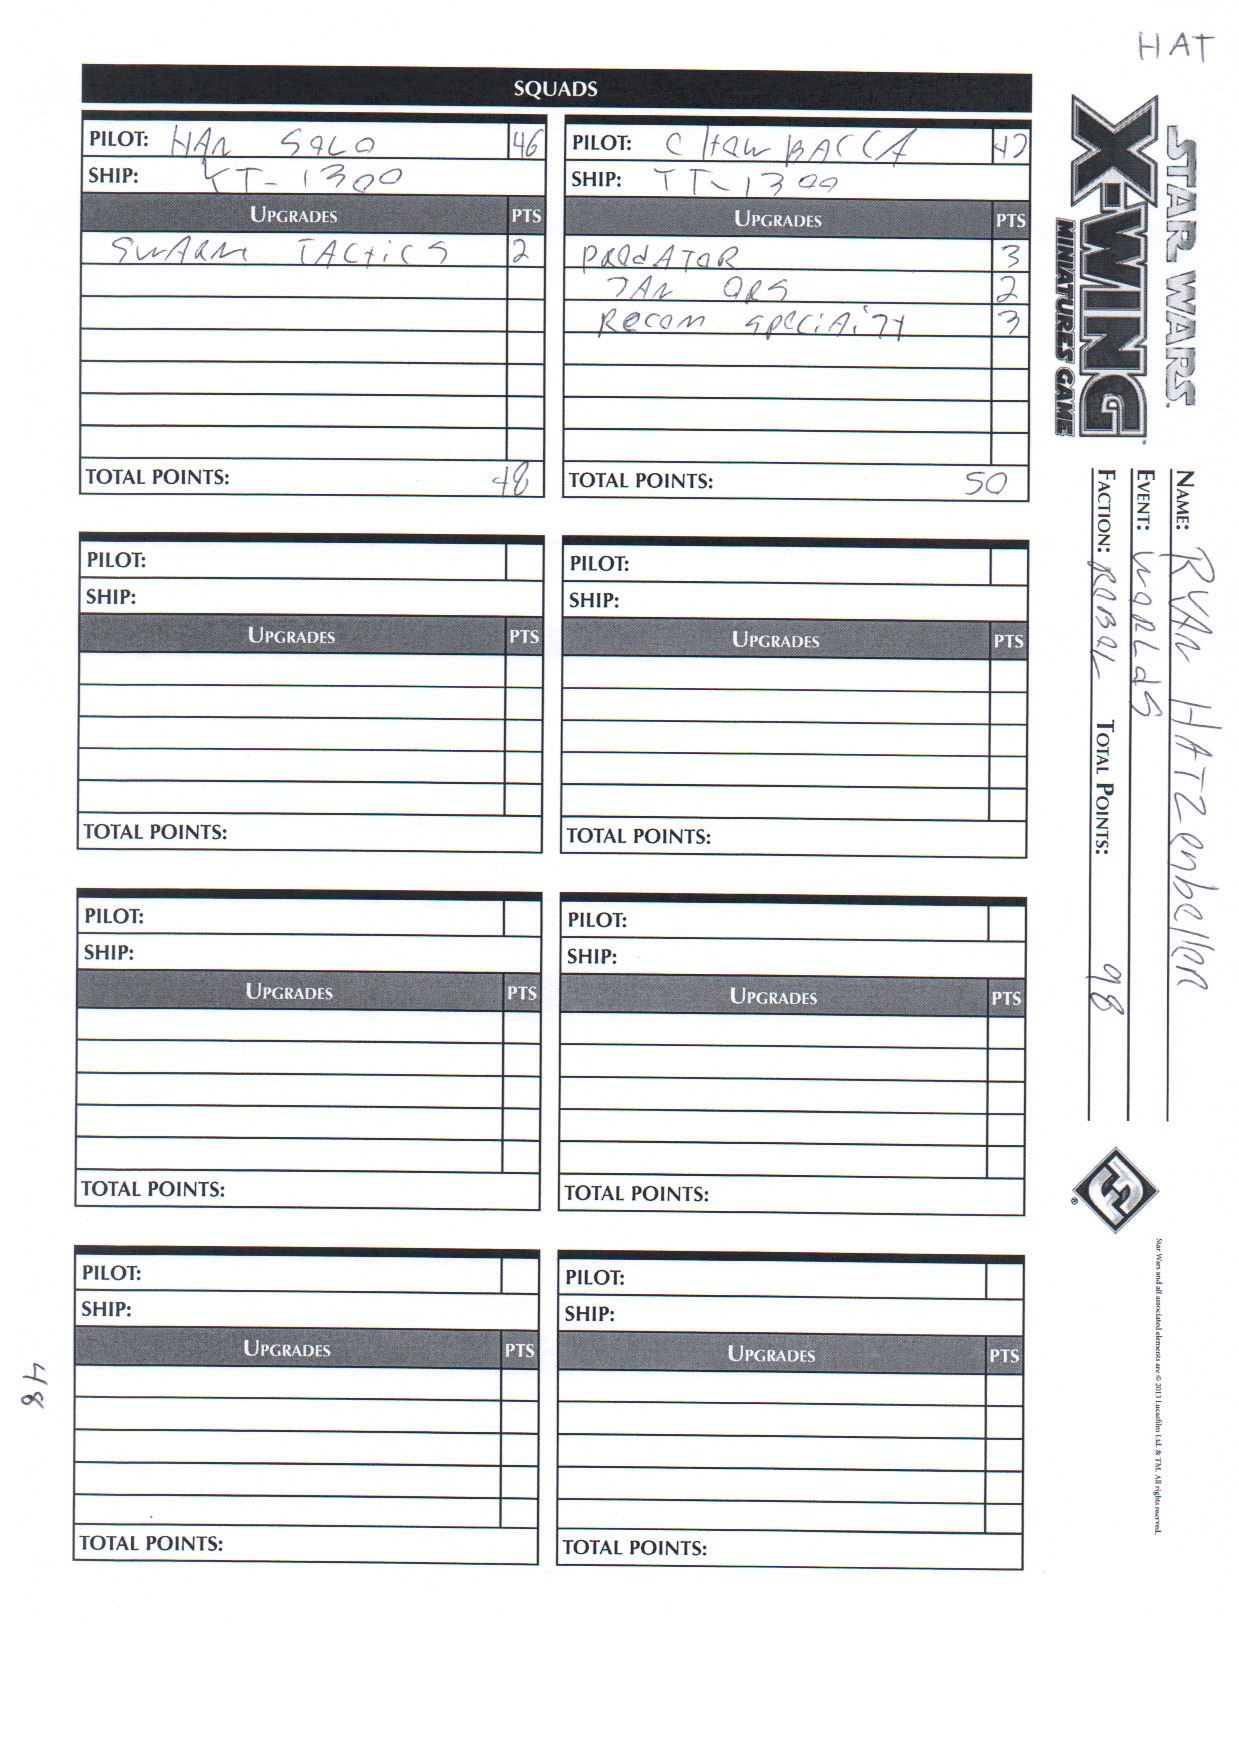 HAT
SQUADS
PILOT: HAn SOLO 46
SHIP: YT-1300
UPGRADES PTS
SwARm TACtiCS 2
TOTAL POINTS: 48
PILOT: CHewBACCA 42
SHIP: YT-1300
UPGRADES PTS
PRedATOR 3
JAN ORS 2
Recon 3
TOTAL POINTS: 50
PILOT:
SHIP:
UPGRADES PTS
TOTAL POINTS:
PILOT:
SHIP:
UPGRADES PTS
TOTAL POINTS:
PILOT:
SHIP:
UPGRADES PTS
TOTAL POINTS:
PILOT:
SHIP:
UPGRADES PTS
TOTAL POINTS:
PILOT:
SHIP:
UPGRADES PTS
TOTAL POINTS:
PILOT:
SHIP:
UPGRADES PTS
TOTAL POINTS:
STAR WARS
X-WING
MINIATURES GAME
NAME: RYAn HATZenbeller
EVENT: WORLdS
FACTION: ReBeL TOTAL POINTS: 98
Star Wars and all associated elements are © 2013 Lucasfilm Ltd. & TM. All rights reserved.
48